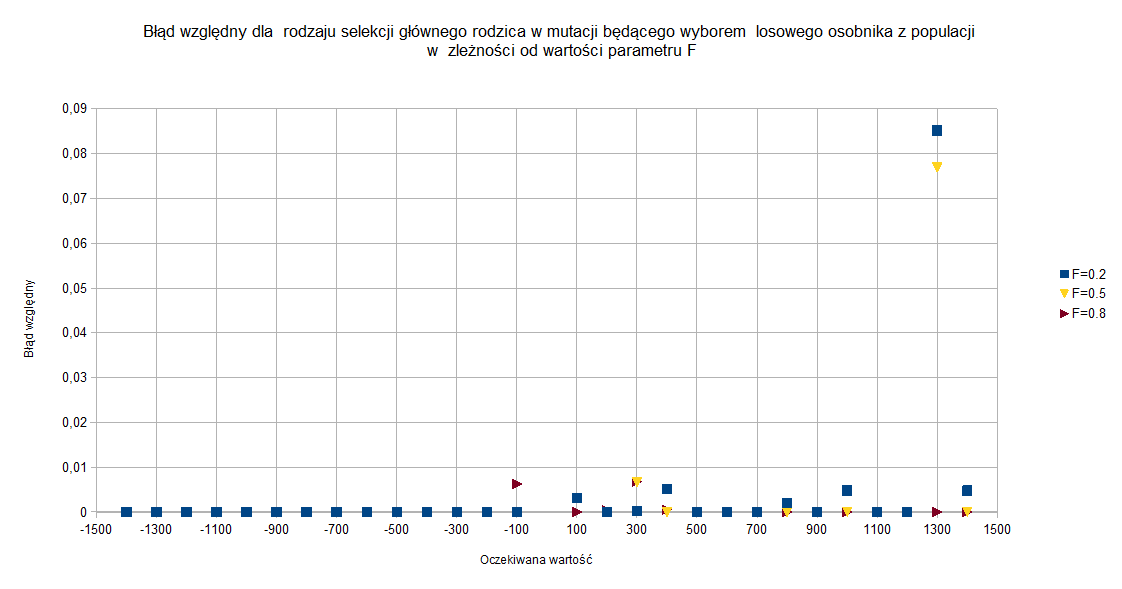 Błąd względny dla  rodzaju selekcji głównego rodzica w mutacji będącego wyborem  losowego osobnika z populacji
w  zleżności od wartości parametru F
0,09
0,08
0,07
0,06
0,05
0,04
0,03
0,02
0,01
0
Błąd względny
-1500 -1300 -1100 -900 -700 -500 -300 -100 100 300 500 700 900 1100 1300 1500
Oczekiwana wartość
F=0.2
F=0.5
F=0.8